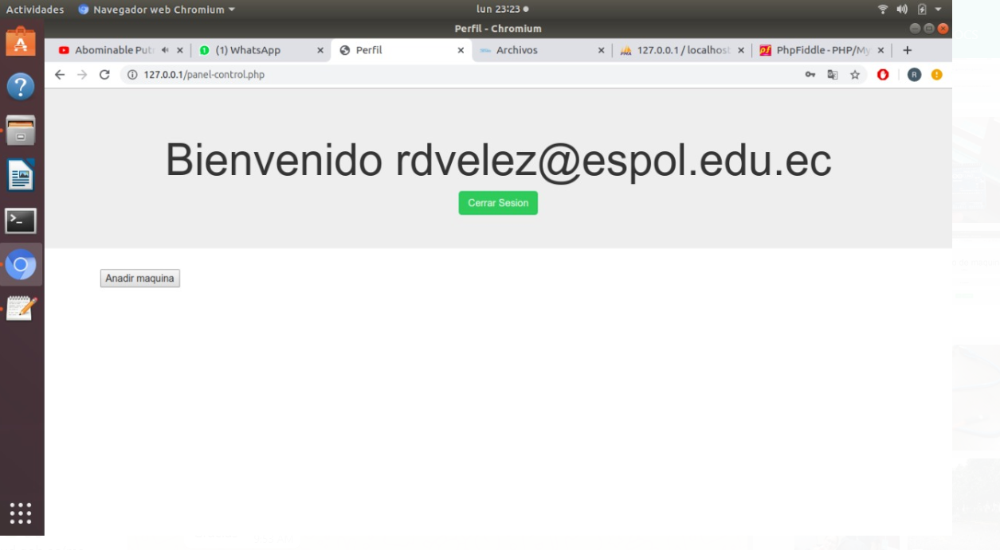 Actividades Navegador web Chromium lun 23:23
Perfil - Chromium
Abominable Put (1) WhatsApp Perfil Archivos 127.0.0.1 / localhost PhpFiddle - PHP/My
127.0.0.1/panel-control.php R
Bienvenido rdvelez@espol.edu.ec
Cerrar Sesion
Anadir maquina